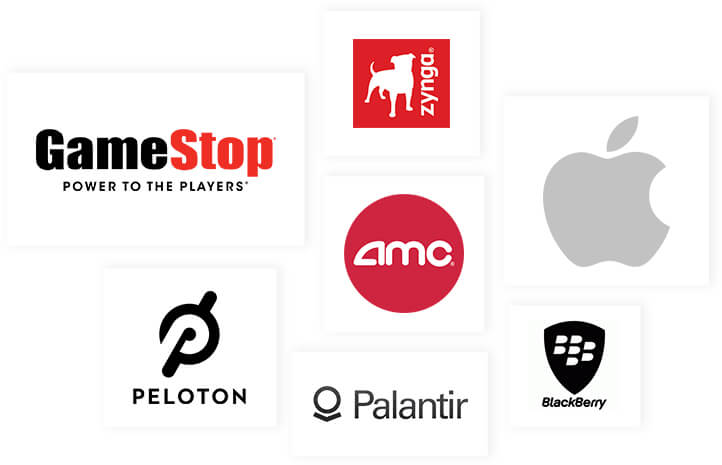 zynga®
GameStop
POWER TO THE PLAYERS®
amc
PELOTON
Palantir
BlackBerry